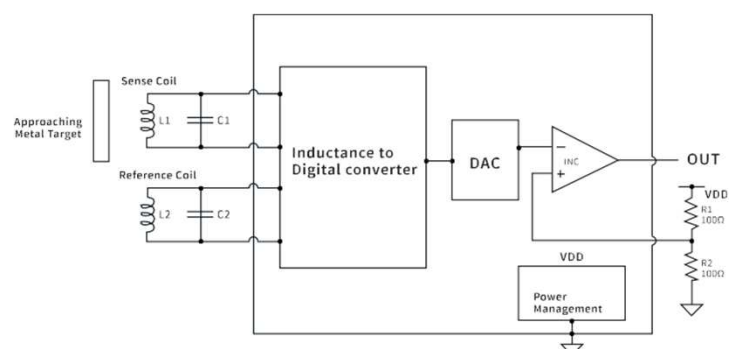 Sense Coil
Approaching
Metal Target
L1
C1
Reference Coil
L2
C2
Inductance to
Digital converter
DAC
−
INC
+
OUT
VDD
R1
100Ω
R2
100Ω
VDD
Power
Management